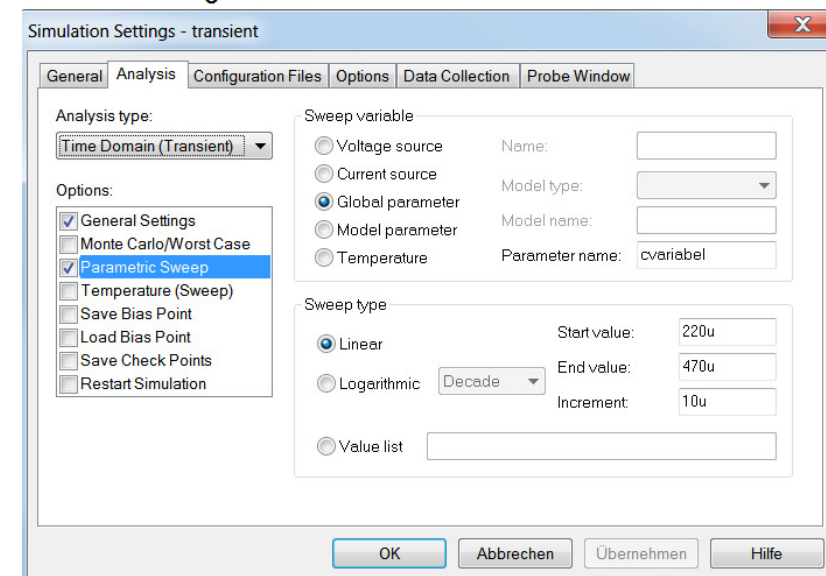 Simulation Settings - transient
X
General Analysis Configuration Files Options Data Collection Probe Window
Analysis type:
Time Domain (Transient)
Options:
General Settings
Monte Carlo/Worst Case
Parametric Sweep
Temperature (Sweep)
Save Bias Point
Load Bias Point
Save Check Points
Restart Simulation
Sweep variable
Voltage source Name:
Current source
Model type:
Global parameter
Model parameter Model name:
Temperature Parameter name: cvariabel
Sweep type
Linear Start value: 220u
End value: 470u
Logarithmic Decade
Increment: 10u
Value list
OK Abbrechen Übernehmen Hilfe